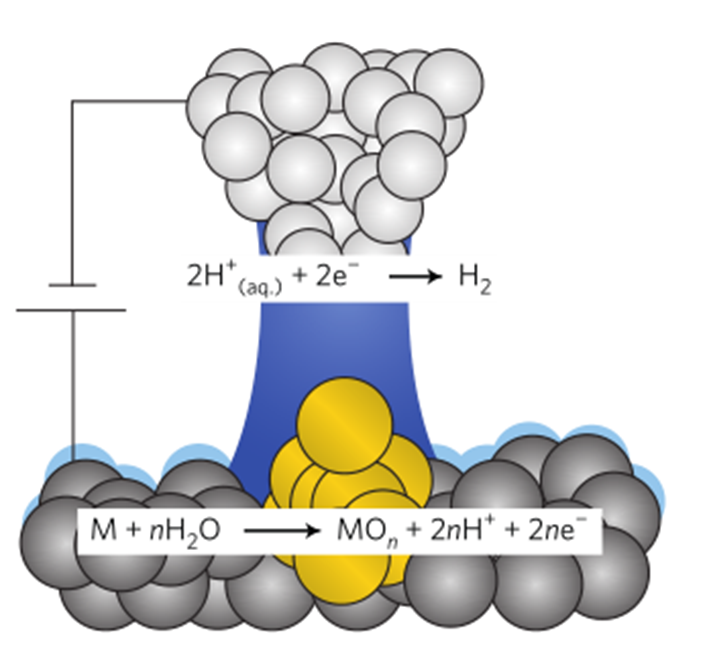 2H⁺(aq.) + 2e⁻ ⟶ H₂
M + nH₂O ⟶ MOₙ + 2nH⁺ + 2ne⁻